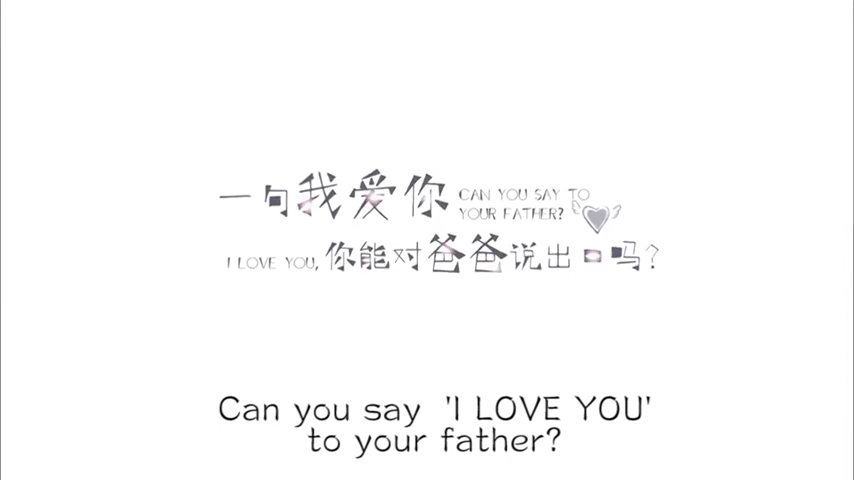 一句我爱你 CAN YOU SAY TO
YOUR FATHER?
I LOVE YOU, 你能对爸爸说出口吗?
Can you say 'I LOVE YOU'
to your father?